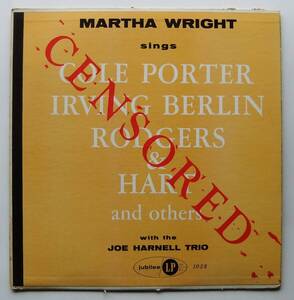 MARTHA WRIGHT
sings
COLE PORTER
IRVING BERLIN
RODGERS
&
HART
and others
CENSORED
with the
JOE HARNELL TRIO
jubilee LP 1028